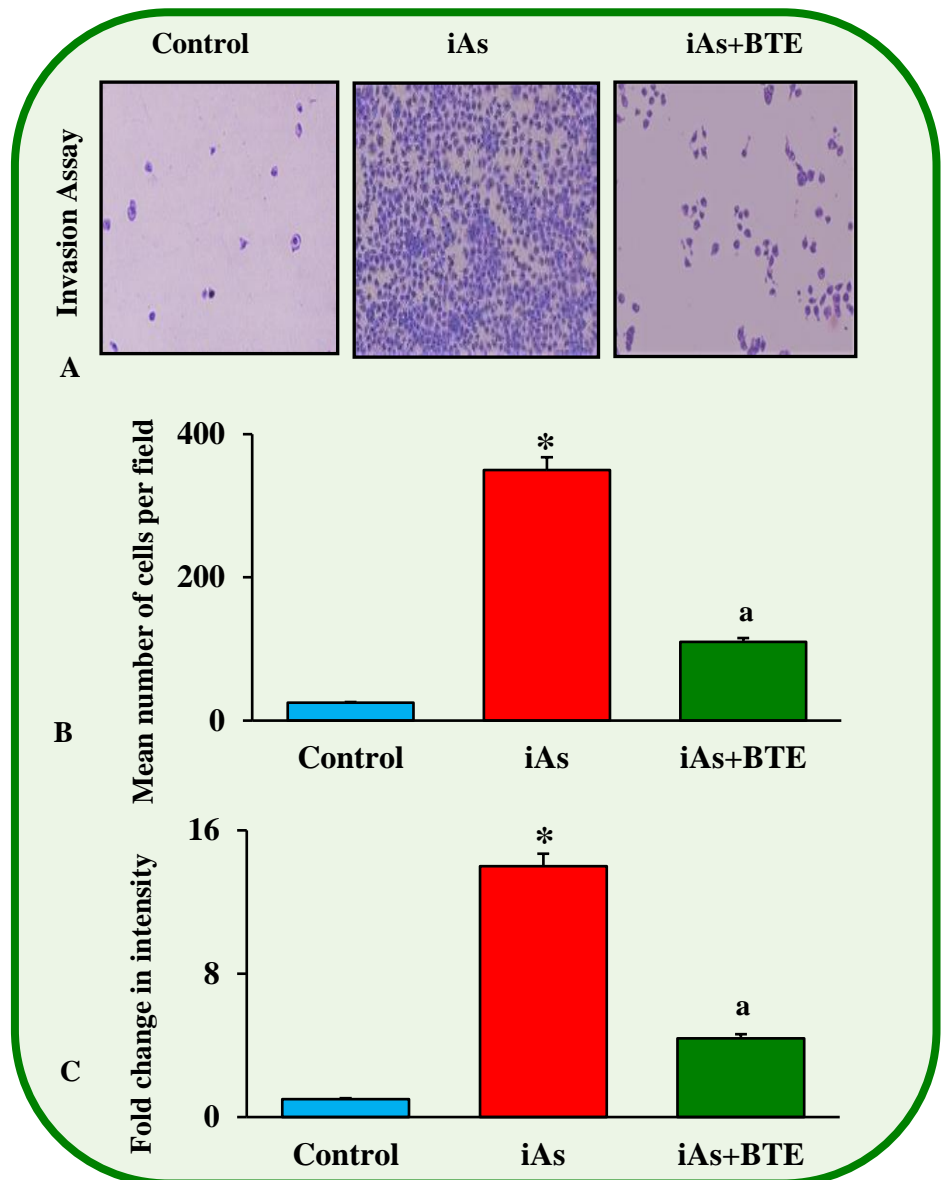 Control iAs iAs+BTE
Invasion Assay
A
Mean number of cells per field
400
*
200
a
0
B
Control iAs iAs+BTE
Fold change in intensity
16
*
8
a
C
0
Control iAs iAs+BTE